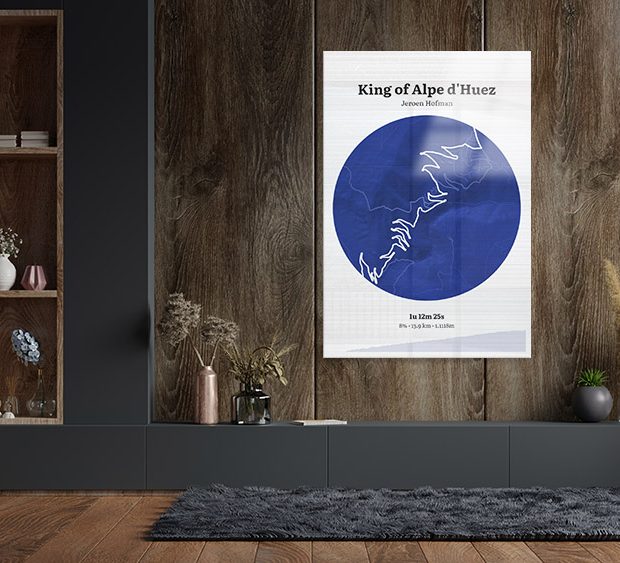 King of Alpe d'Huez
Jeroen Hofman
1u 12m 25s
8% • 13,9 km • 1.118m